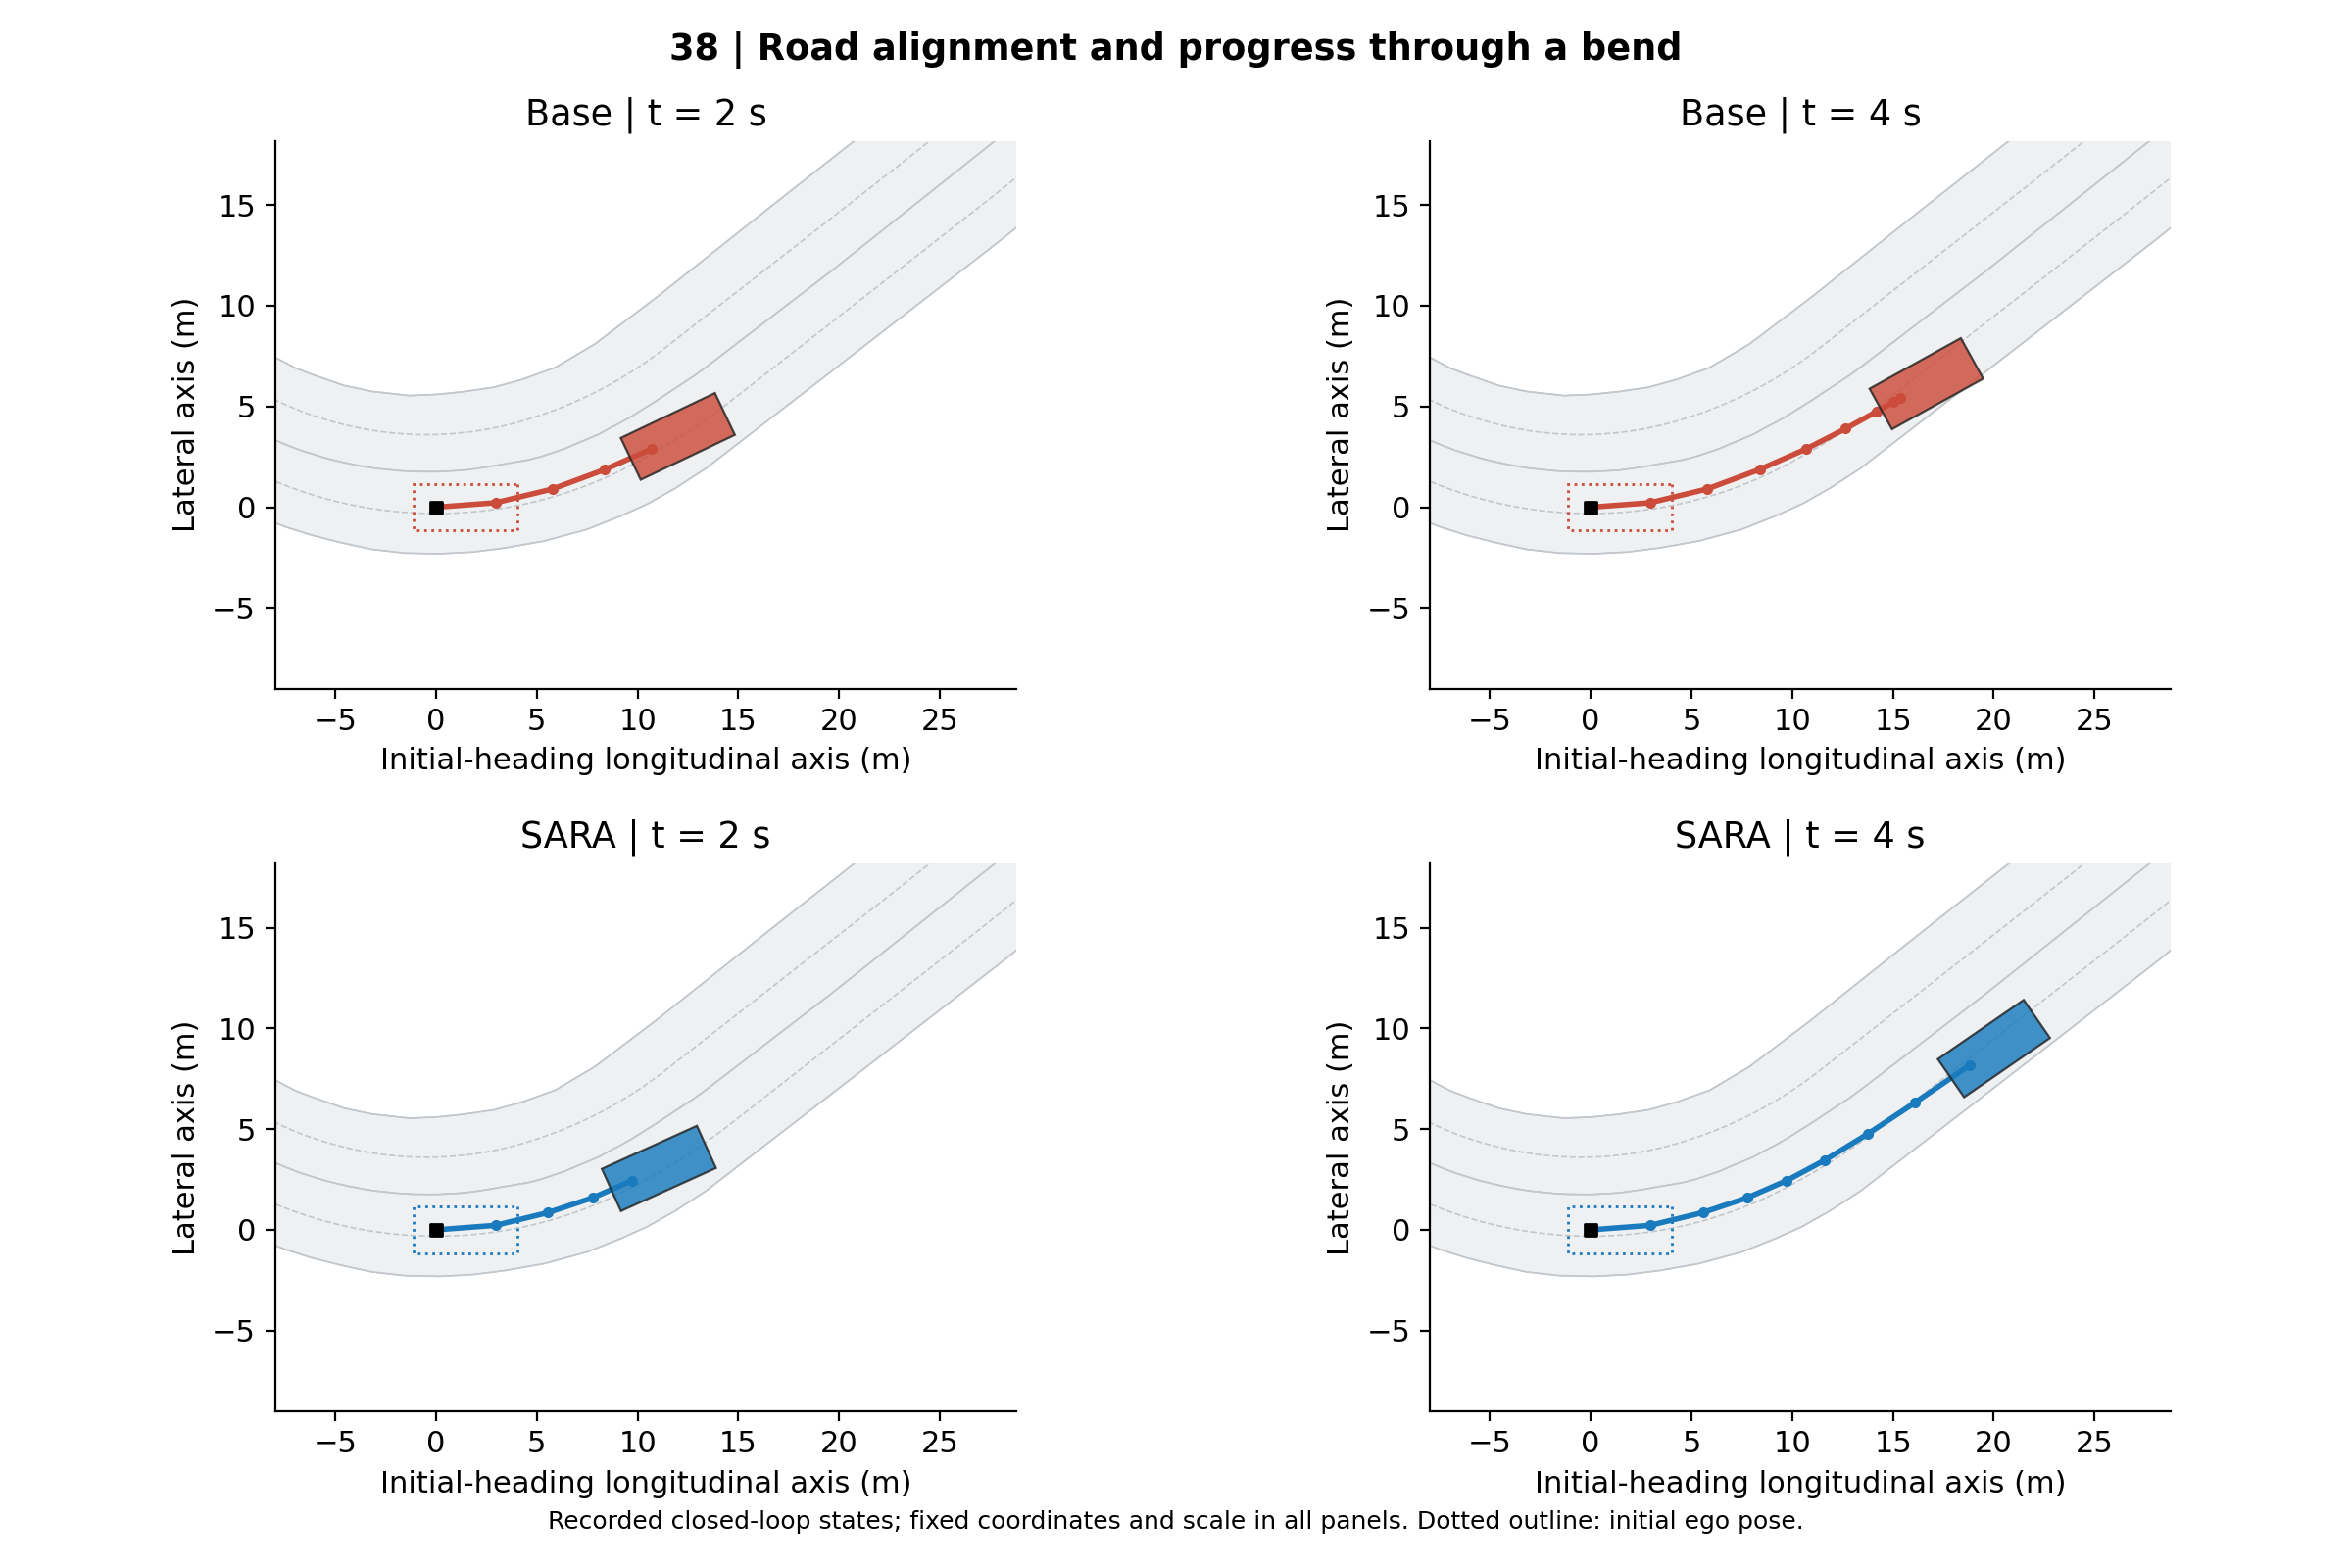 38 | Road alignment and progress through a bend
Base | t = 2 s
Base | t = 4 s
Lateral axis (m)
15
10
5
0
−5
−5 0 5 10 15 20 25
Initial-heading longitudinal axis (m)
Lateral axis (m)
15
10
5
0
−5
−5 0 5 10 15 20 25
Initial-heading longitudinal axis (m)
SARA | t = 2 s
SARA | t = 4 s
Lateral axis (m)
15
10
5
0
−5
−5 0 5 10 15 20 25
Initial-heading longitudinal axis (m)
Lateral axis (m)
15
10
5
0
−5
−5 0 5 10 15 20 25
Initial-heading longitudinal axis (m)
Recorded closed-loop states; fixed coordinates and scale in all panels. Dotted outline: initial ego pose.